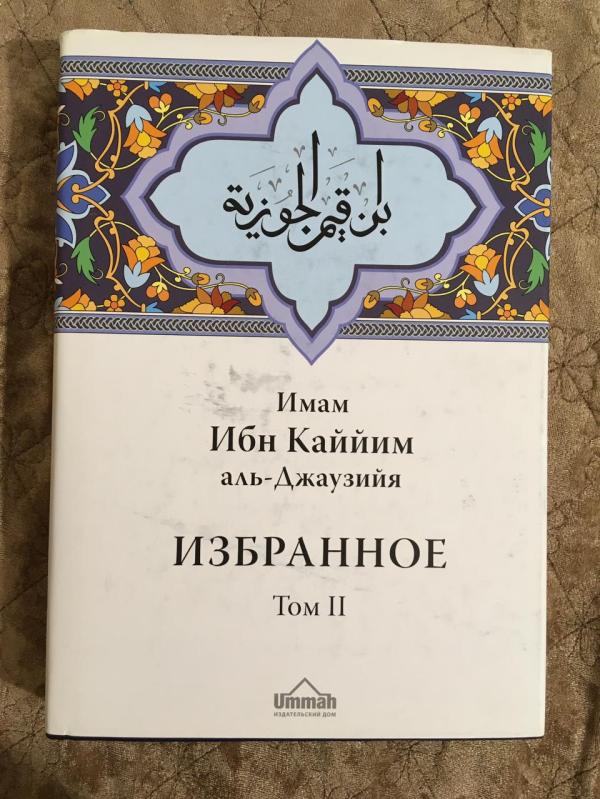 ابن قيم الجوزية
Имам
Ибн Каййим
аль-Джаузийя
ИЗБРАННОЕ
Том II
Ummah
ИЗДАТЕЛЬСКИЙ ДОМ